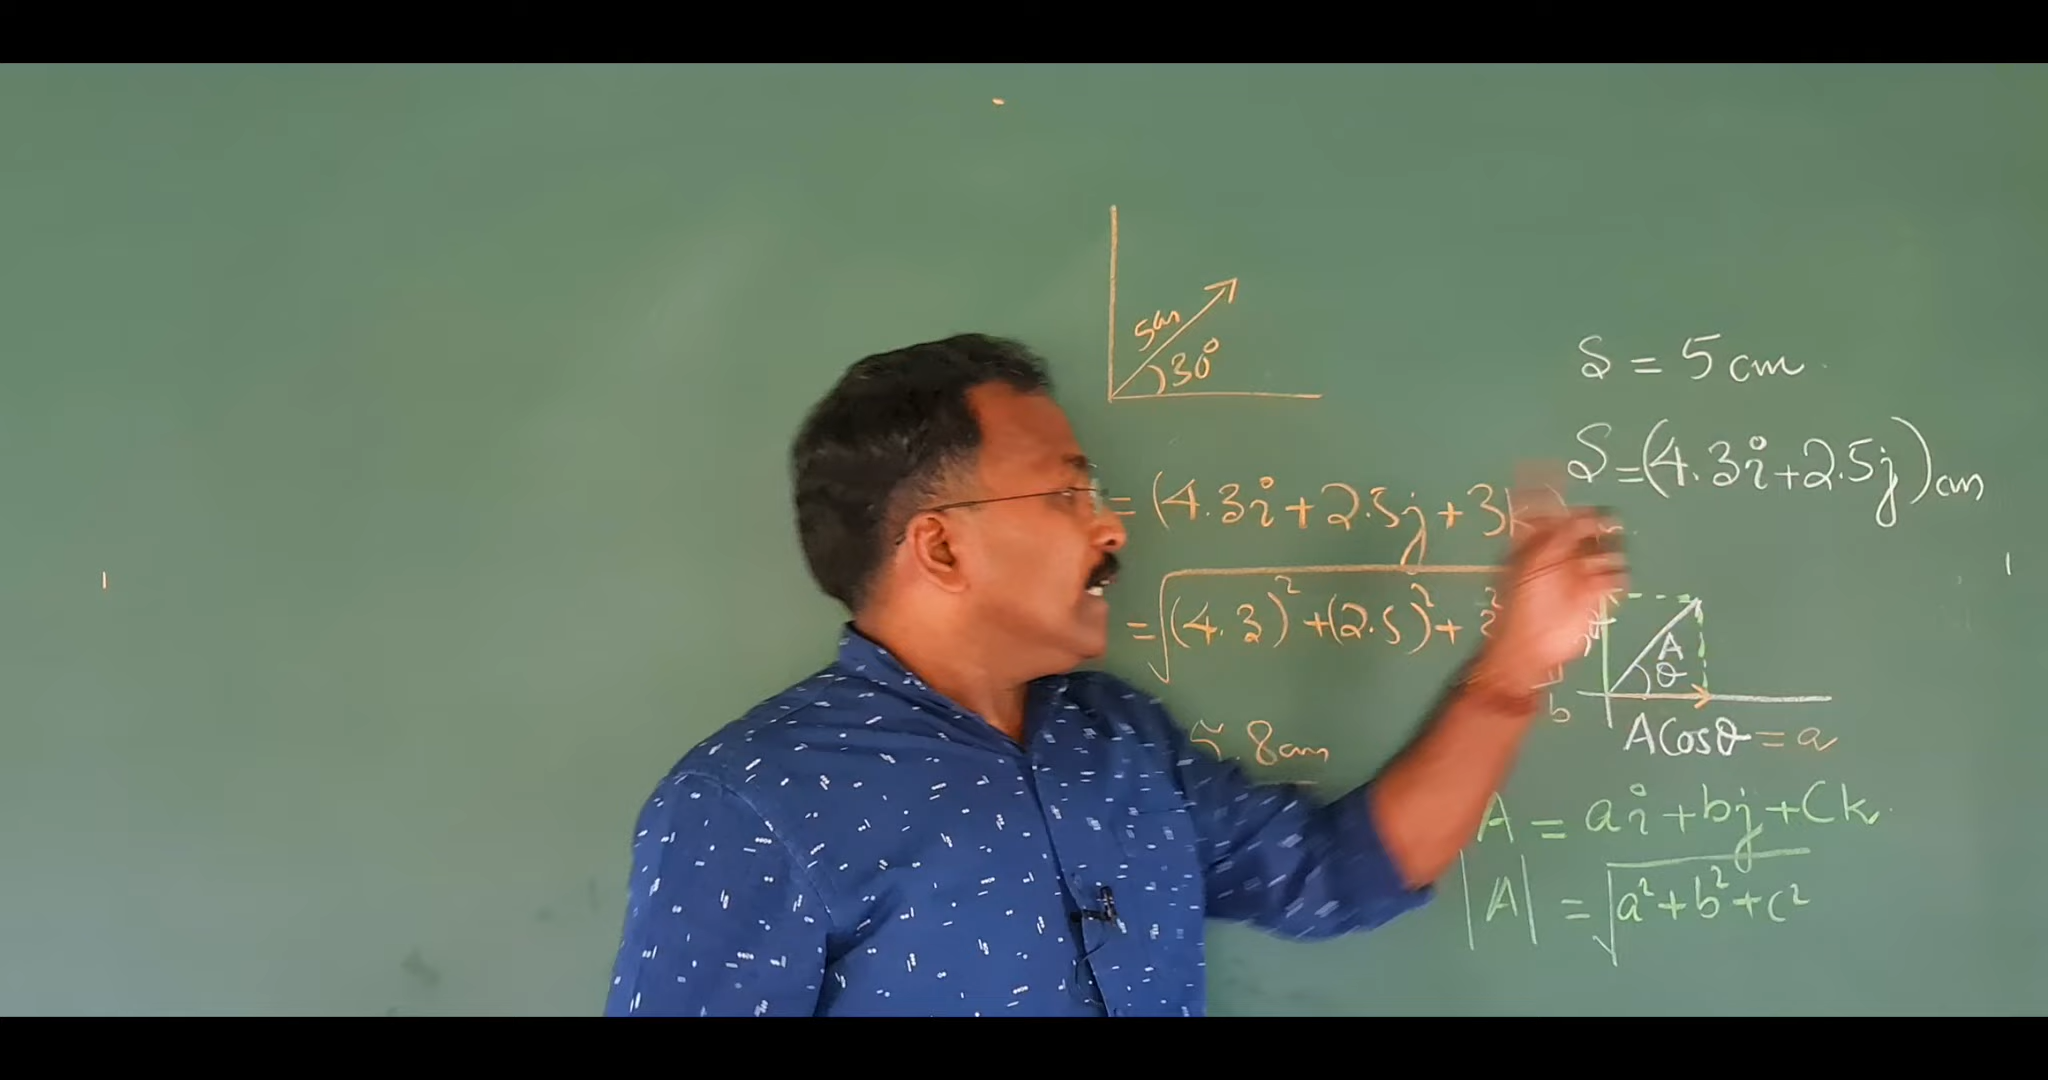 5cm
30°
= (4.3i + 2.5j + 3k)
= √(4.3)² + (2.5)² + 3²
5.8cm
S = 5cm.
S = (4.3i + 2.5j)cm
A
θ
b
ACosθ = a
A = ai + bj + Ck.
|A| = √a² + b² + c²